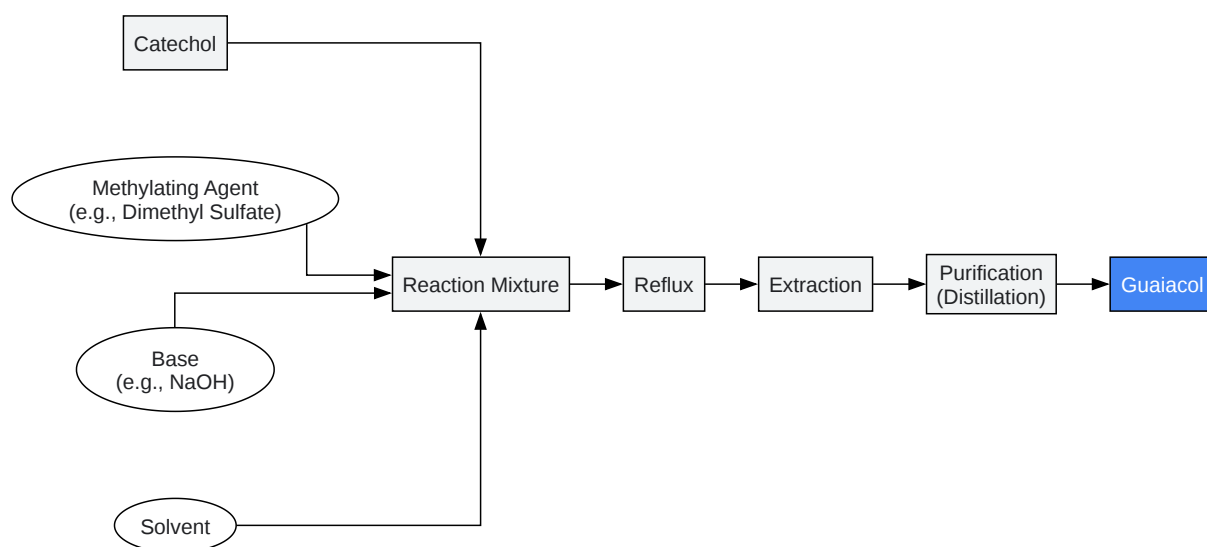 Catechol
Methylating Agent
(e.g., Dimethyl Sulfate)
Reaction Mixture
Reflux
Extraction
Purification
(Distillation)
Guaiacol
Base
(e.g., NaOH)
Solvent